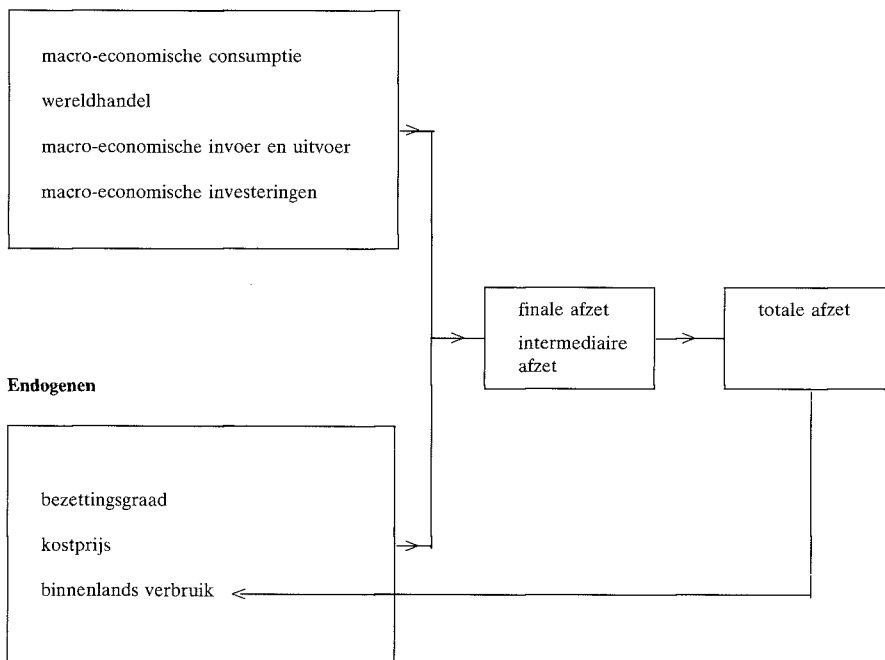 macro-economische consumptie
wereldhandel
macro-economische invoer en uitvoer
macro-economische investeringen
finale afzet
intermediaire
afzet
totale afzet
Endogenen
bezettingsgraad
kostprijs
binnenlands verbruik